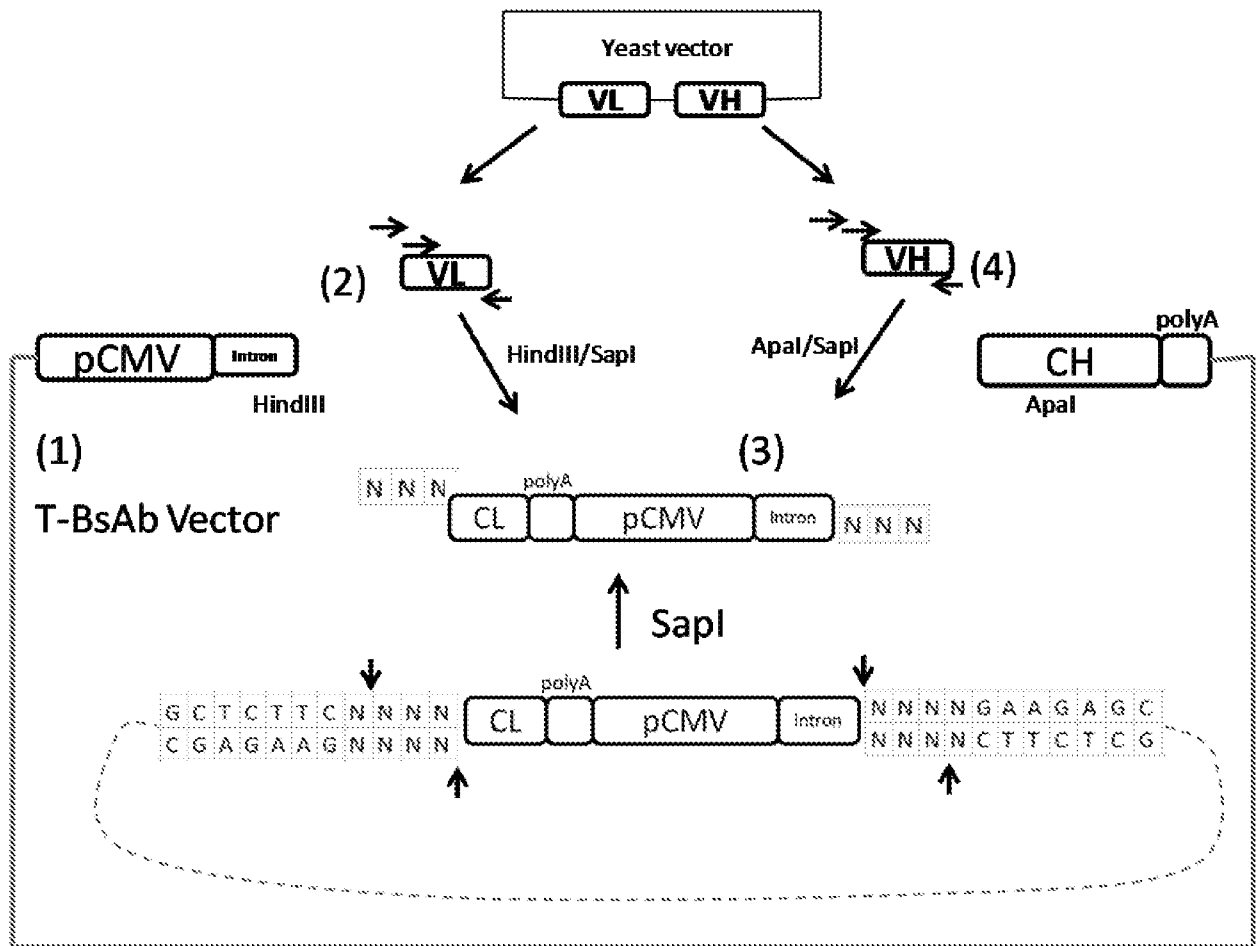 Yeast vector
VL VH
(2) VL
VH (4)
polyA
pCMV Intron
HindIII/SapI
ApaI/SapI
CH
HindIII
ApaI
(1)
(3)
T-BsAb Vector
N N N
polyA
CL pCMV Intron
N N N
SapI
polyA
G C T C T T C N N N N
C G A G A A G N N N N
CL pCMV Intron
N N N N G A A G A G C
N N N N C T T C T C G